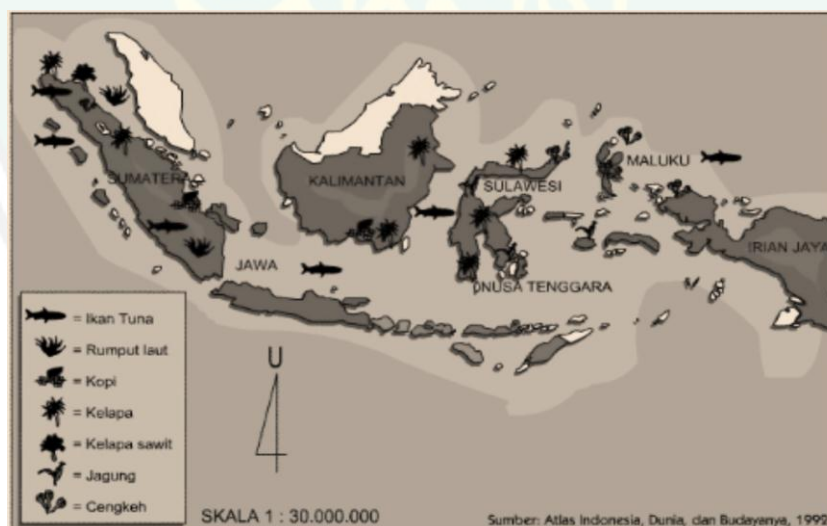 SUMATERA
KALIMANTAN
SULAWESI
MALUKU
IRIAN JAYA
JAWA
NUSA TENGGARA
= Ikan Tuna
= Rumput laut
= Kopi
= Kelapa
= Kelapa sawit
= Jagung
= Cengkeh
U
SKALA 1 : 30.000.000
Sumber: Atlas Indonesia, Dunia, dan Budayanya, 1999